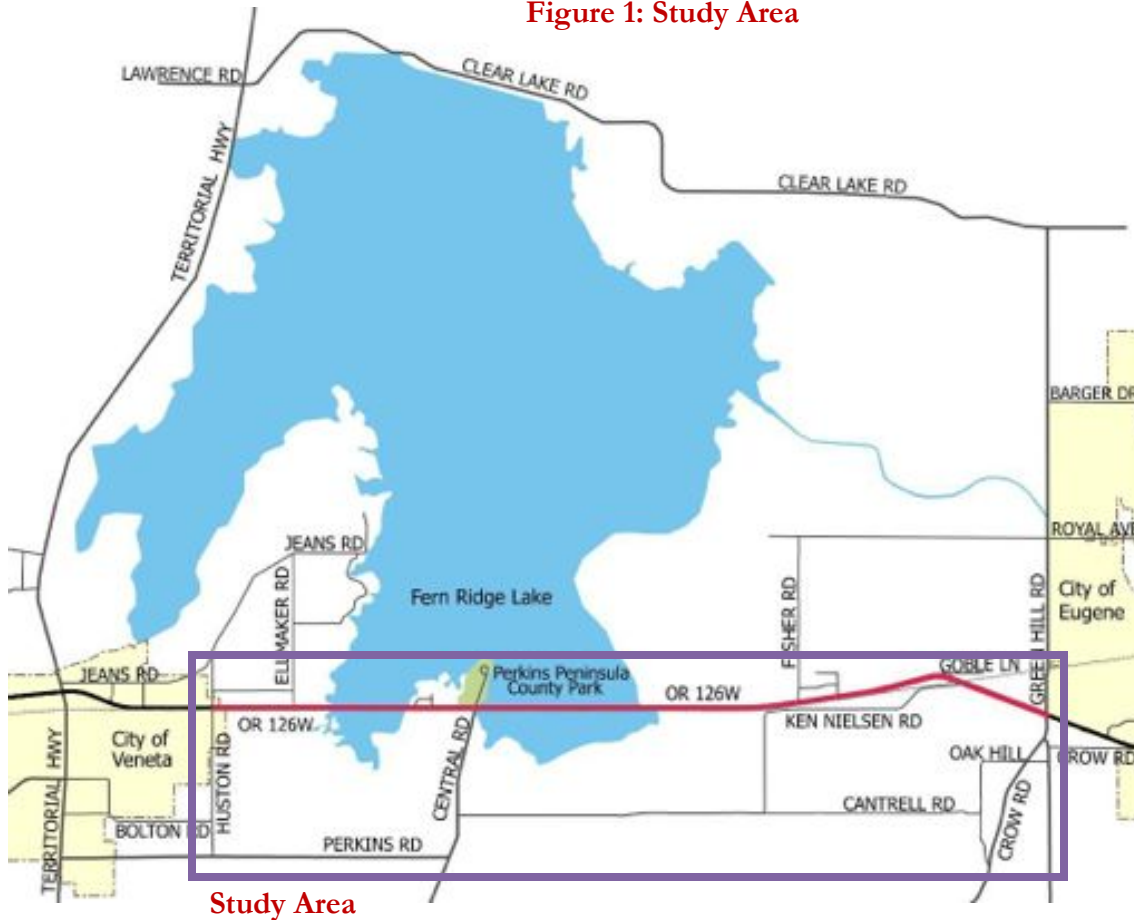 Figure 1: Study Area
LAWRENCE RD
CLEAR LAKE RD
TERRITORIAL HWY
CLEAR LAKE RD
BARGER DR
ROYAL AVE
JEANS RD
ELLMAKER RD
Fern Ridge Lake
FISHER RD
GREEN HILL RD
City of
Eugene
JEANS RD
Perkins Peninsula
County Park
GOBLE LN
OR 126W
OR 126W
KEN NIELSEN RD
City of
Veneta
TERRITORIAL HWY
HUSTON RD
CENTRAL RD
OAK HILL
CROW RD
CANTRELL RD
CROW RD
BOLTON RD
PERKINS RD
Study Area